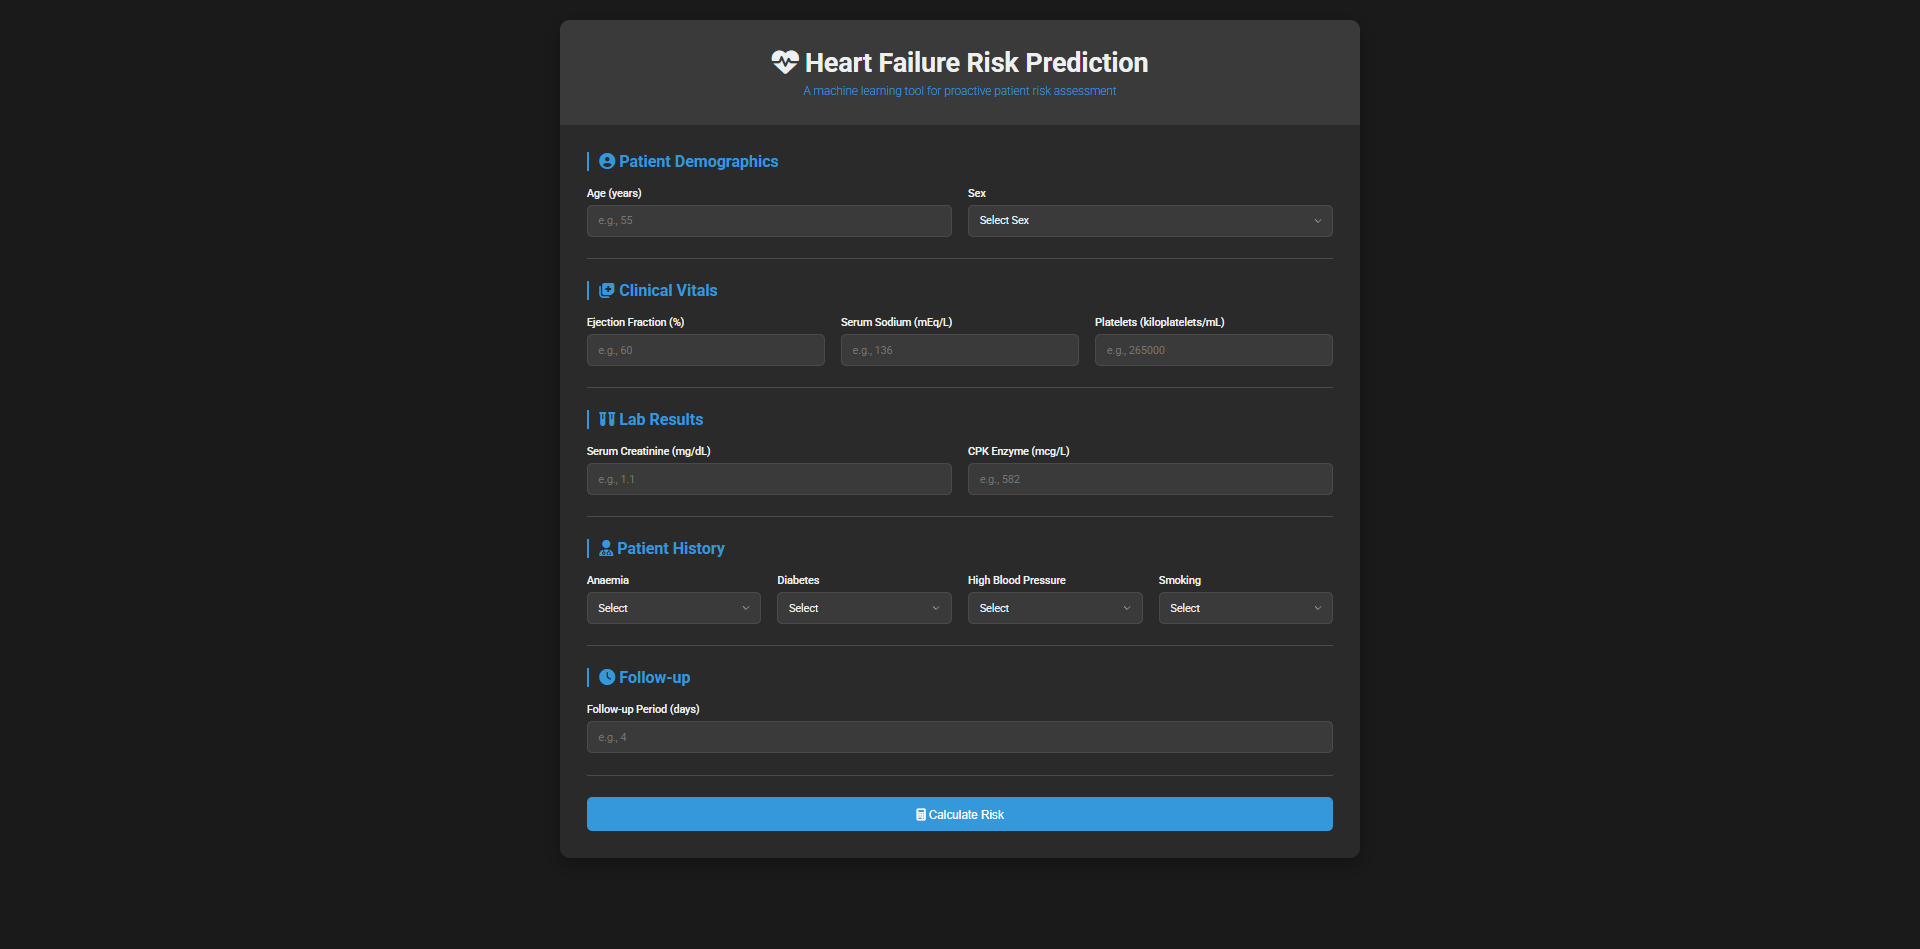 Heart Failure Risk Prediction
A machine learning tool for proactive patient risk assessment
Patient Demographics
Age (years) Sex
e.g., 55 Select Sex
Clinical Vitals
Ejection Fraction (%) Serum Sodium (mEq/L) Platelets (kiloplatelets/mL)
e.g., 60 e.g., 136 e.g., 265000
Lab Results
Serum Creatinine (mg/dL) CPK Enzyme (mcg/L)
e.g., 1.1 e.g., 582
Patient History
Anaemia Diabetes High Blood Pressure Smoking
Select Select Select Select
Follow-up
Follow-up Period (days)
e.g., 4
Calculate Risk